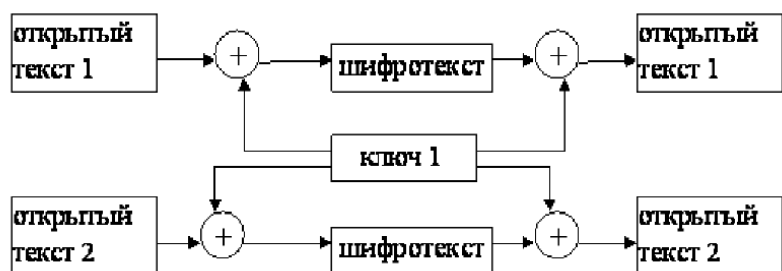 открытый
текст 1
+
шифротекст
+
открытый
текст 1
ключ 1
открытый
текст 2
+
шифротекст
+
открытый
текст 2